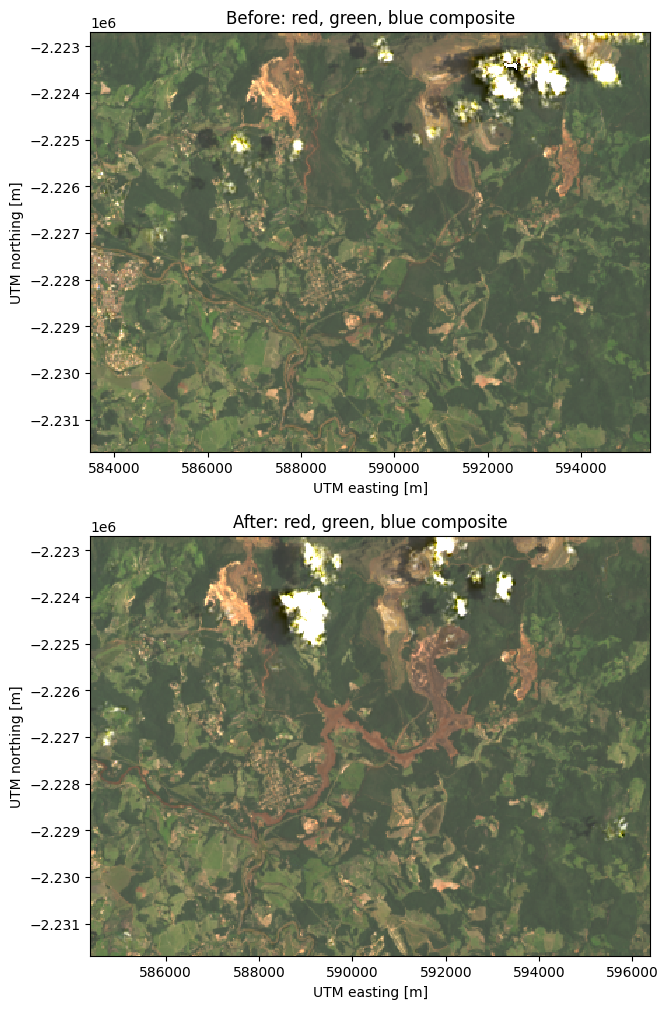 Before: red, green, blue composite
1e6
−2.223
−2.224
−2.225
−2.226
−2.227
−2.228
−2.229
−2.230
−2.231
UTM northing [m]
584000 586000 588000 590000 592000 594000
UTM easting [m]
After: red, green, blue composite
1e6
−2.223
−2.224
−2.225
−2.226
−2.227
−2.228
−2.229
−2.230
−2.231
UTM northing [m]
586000 588000 590000 592000 594000 596000
UTM easting [m]